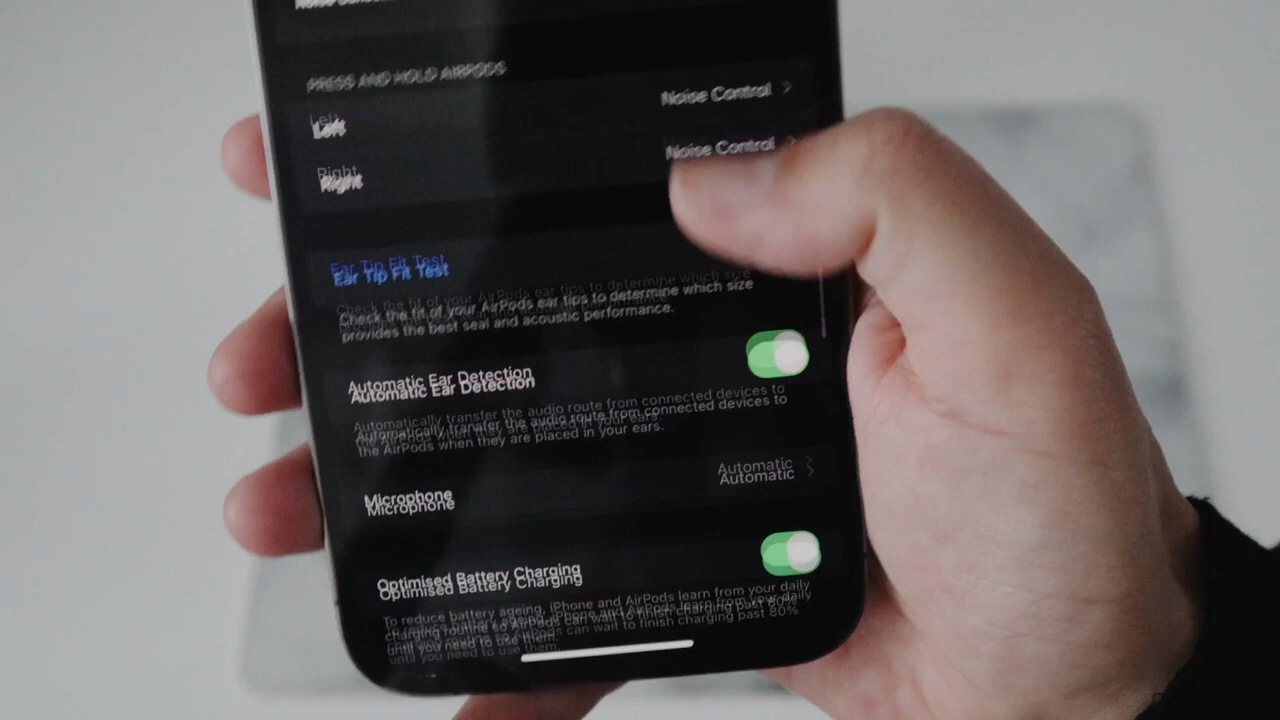 PRESS AND HOLD AIRPODS
Left Noise Control
Right Noise Control
Ear Tip Fit Test
Check the fit of your AirPods ear tips to determine which size
provides the best seal and acoustic performance.
Automatic Ear Detection
Automatically transfer the audio route from connected devices to
the AirPods when they are placed in your ears.
Microphone Automatic
Optimised Battery Charging
To reduce battery ageing, iPhone and AirPods learn from your daily
charging routine so AirPods can wait to finish charging past 80%
until you need to use them.